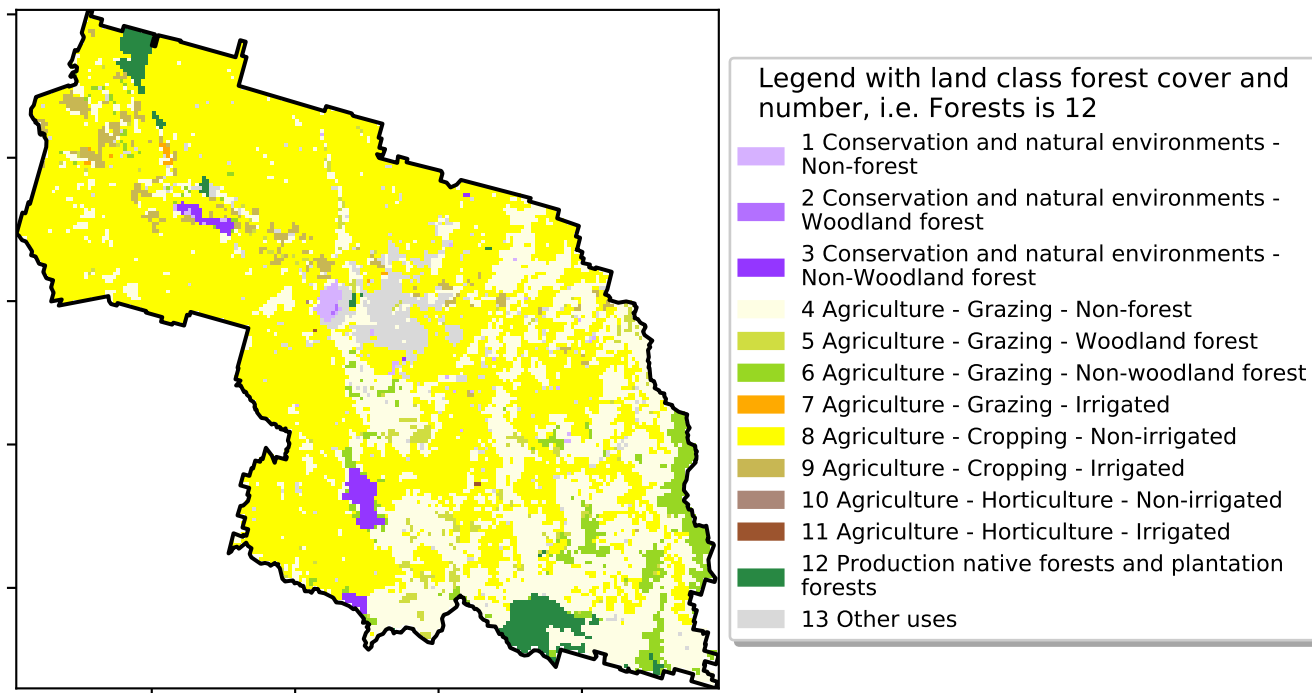 Legend with land class forest cover and
number, i.e. Forests is 12
1 Conservation and natural environments -
Non-forest
2 Conservation and natural environments -
Woodland forest
3 Conservation and natural environments -
Non-Woodland forest
4 Agriculture - Grazing - Non-forest
5 Agriculture - Grazing - Woodland forest
6 Agriculture - Grazing - Non-woodland forest
7 Agriculture - Grazing - Irrigated
8 Agriculture - Cropping - Non-irrigated
9 Agriculture - Cropping - Irrigated
10 Agriculture - Horticulture - Non-irrigated
11 Agriculture - Horticulture - Irrigated
12 Production native forests and plantation
forests
13 Other uses